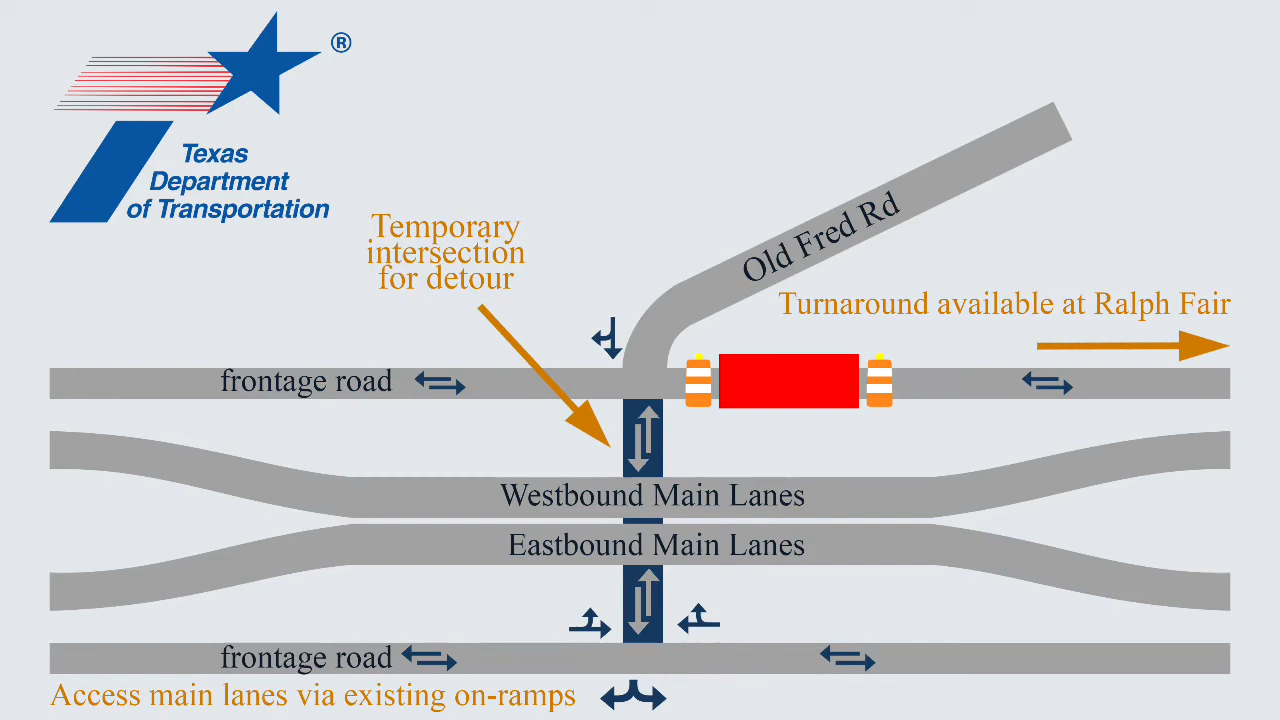 ®
Texas
Department
of Transportation
Temporary
intersection
for detour
Old Fred Rd
Turnaround available at Ralph Fair
frontage road
Westbound Main Lanes
Eastbound Main Lanes
frontage road
Access main lanes via existing on-ramps